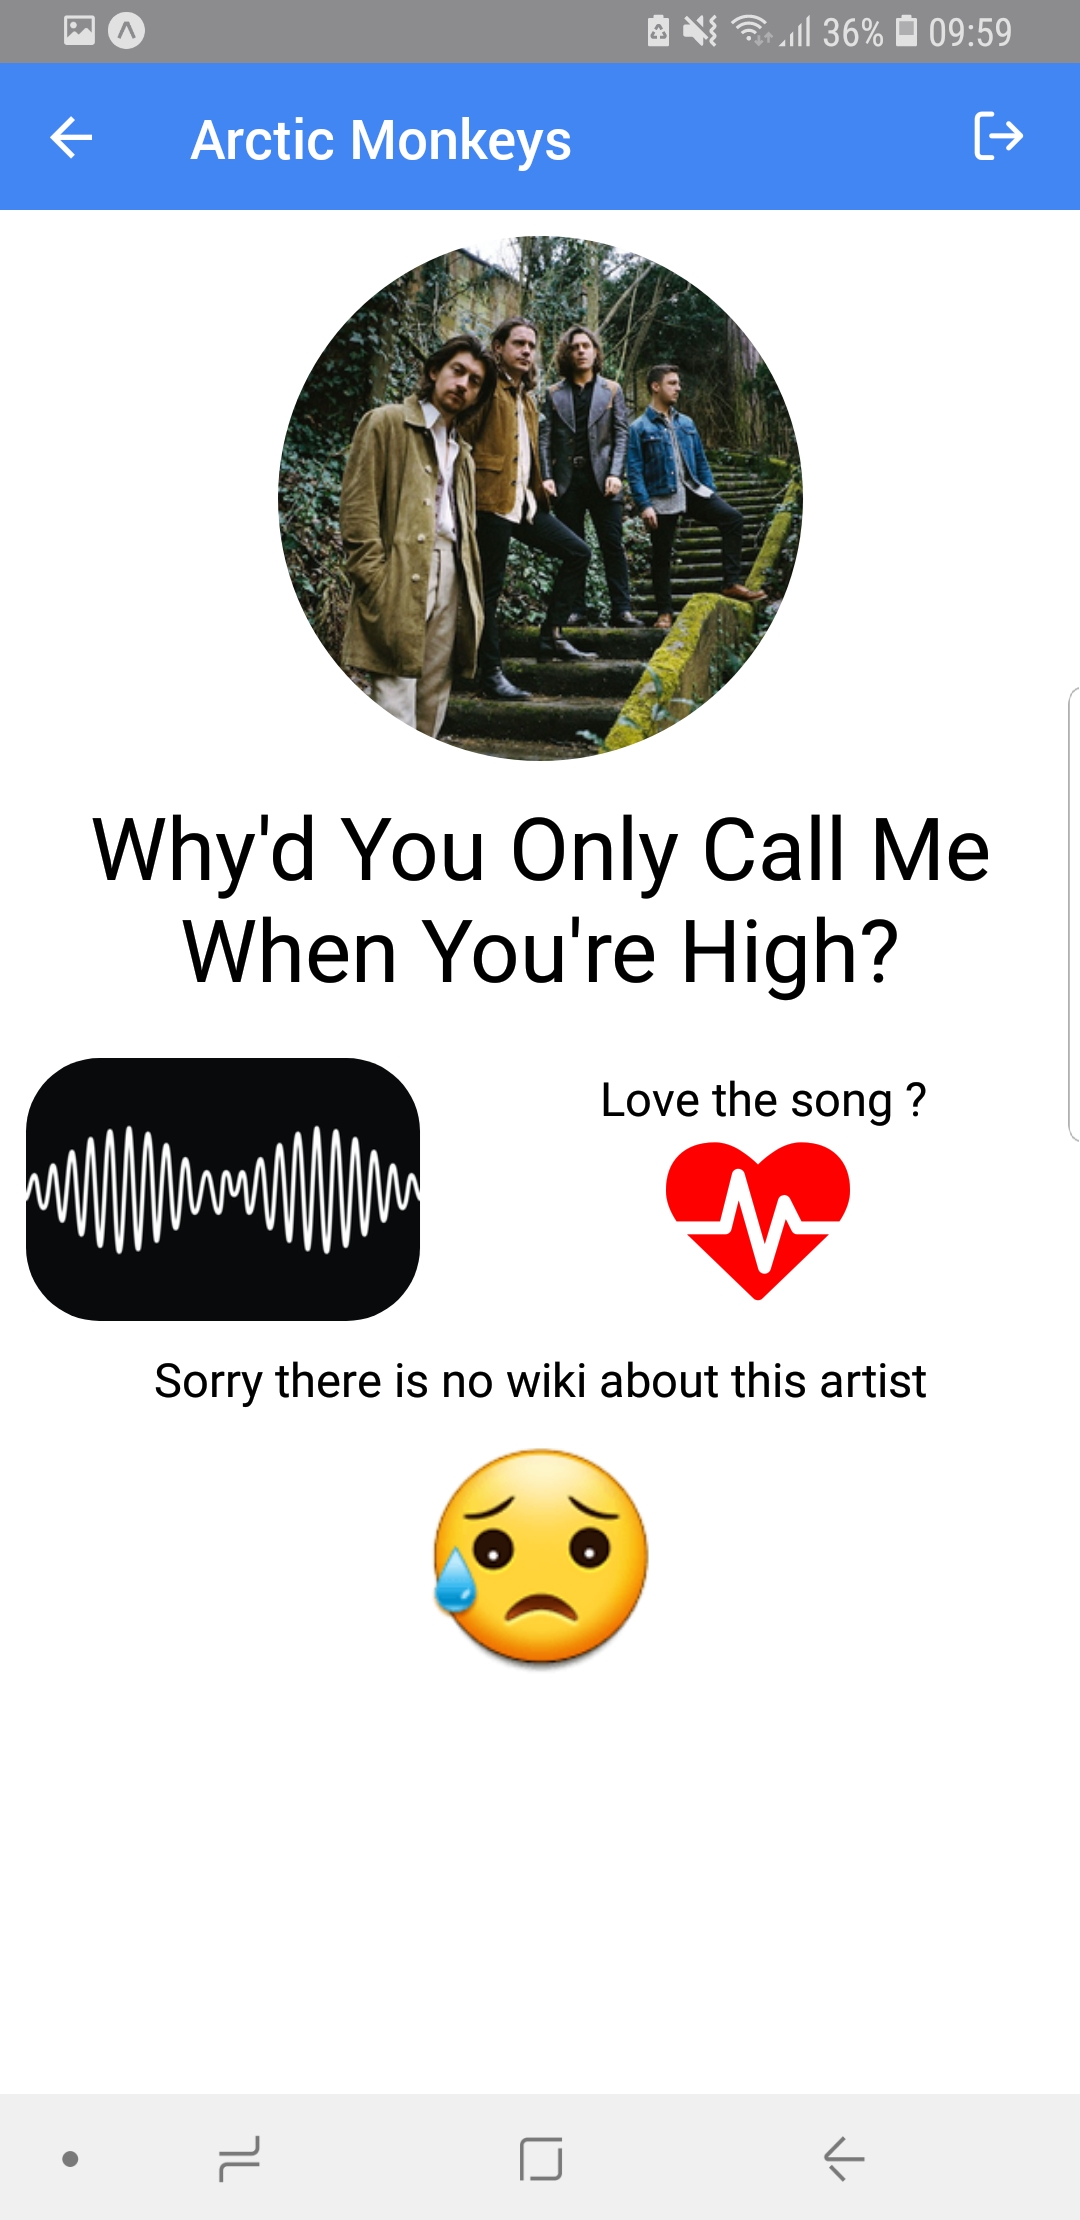 36% 09:59
Arctic Monkeys
Why'd You Only Call Me
When You're High?
Love the song ?
Sorry there is no wiki about this artist